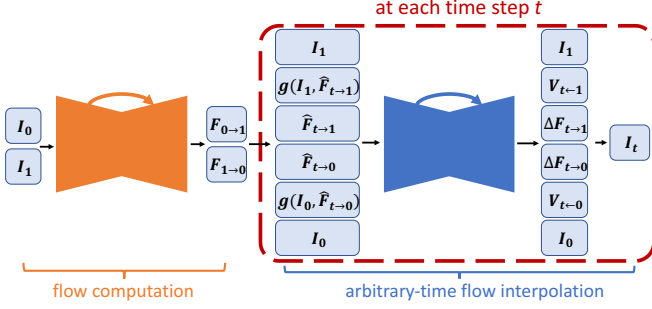 at each time step t
I₀
I₁
F₀→₁
F₁→₀
I₁
g(I₁, F̂ₜ→₁)
F̂ₜ→₁
F̂ₜ→₀
g(I₀, F̂ₜ→₀)
I₀
I₁
Vₜ←₁
ΔFₜ→₁
ΔFₜ→₀
Vₜ←₀
I₀
Iₜ
flow computation
arbitrary-time flow interpolation